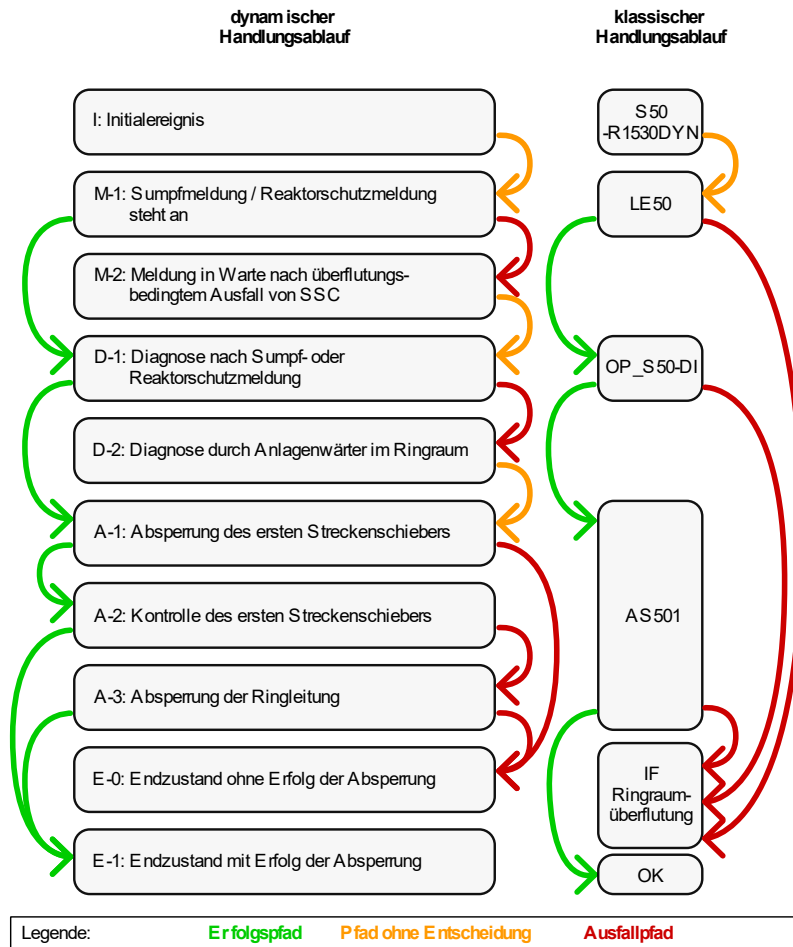 dynamischer
Handlungsablauf
klassischer
Handlungsablauf
I: Initialereignis
S50
-R1530DYN
M-1: Sumpfmeldung / Reaktorschutzmeldung
steht an
LE50
M-2: Meldung in Warte nach überflutungs-
bedingtem Ausfall von SSC
D-1: Diagnose nach Sumpf- oder
Reaktorschutzmeldung
OP_S50-DI
D-2: Diagnose durch Anlagenwärter im Ringraum
A-1: Absperrung des ersten Streckenschiebers
A-2: Kontrolle des ersten Streckenschiebers
AS501
A-3: Absperrung der Ringleitung
E-0: Endzustand ohne Erfolg der Absperrung
IF
Ringraum-
überflutung
E-1: Endzustand mit Erfolg der Absperrung
OK
Legende: Erfolgspfad Pfad ohne Entscheidung Ausfallpfad